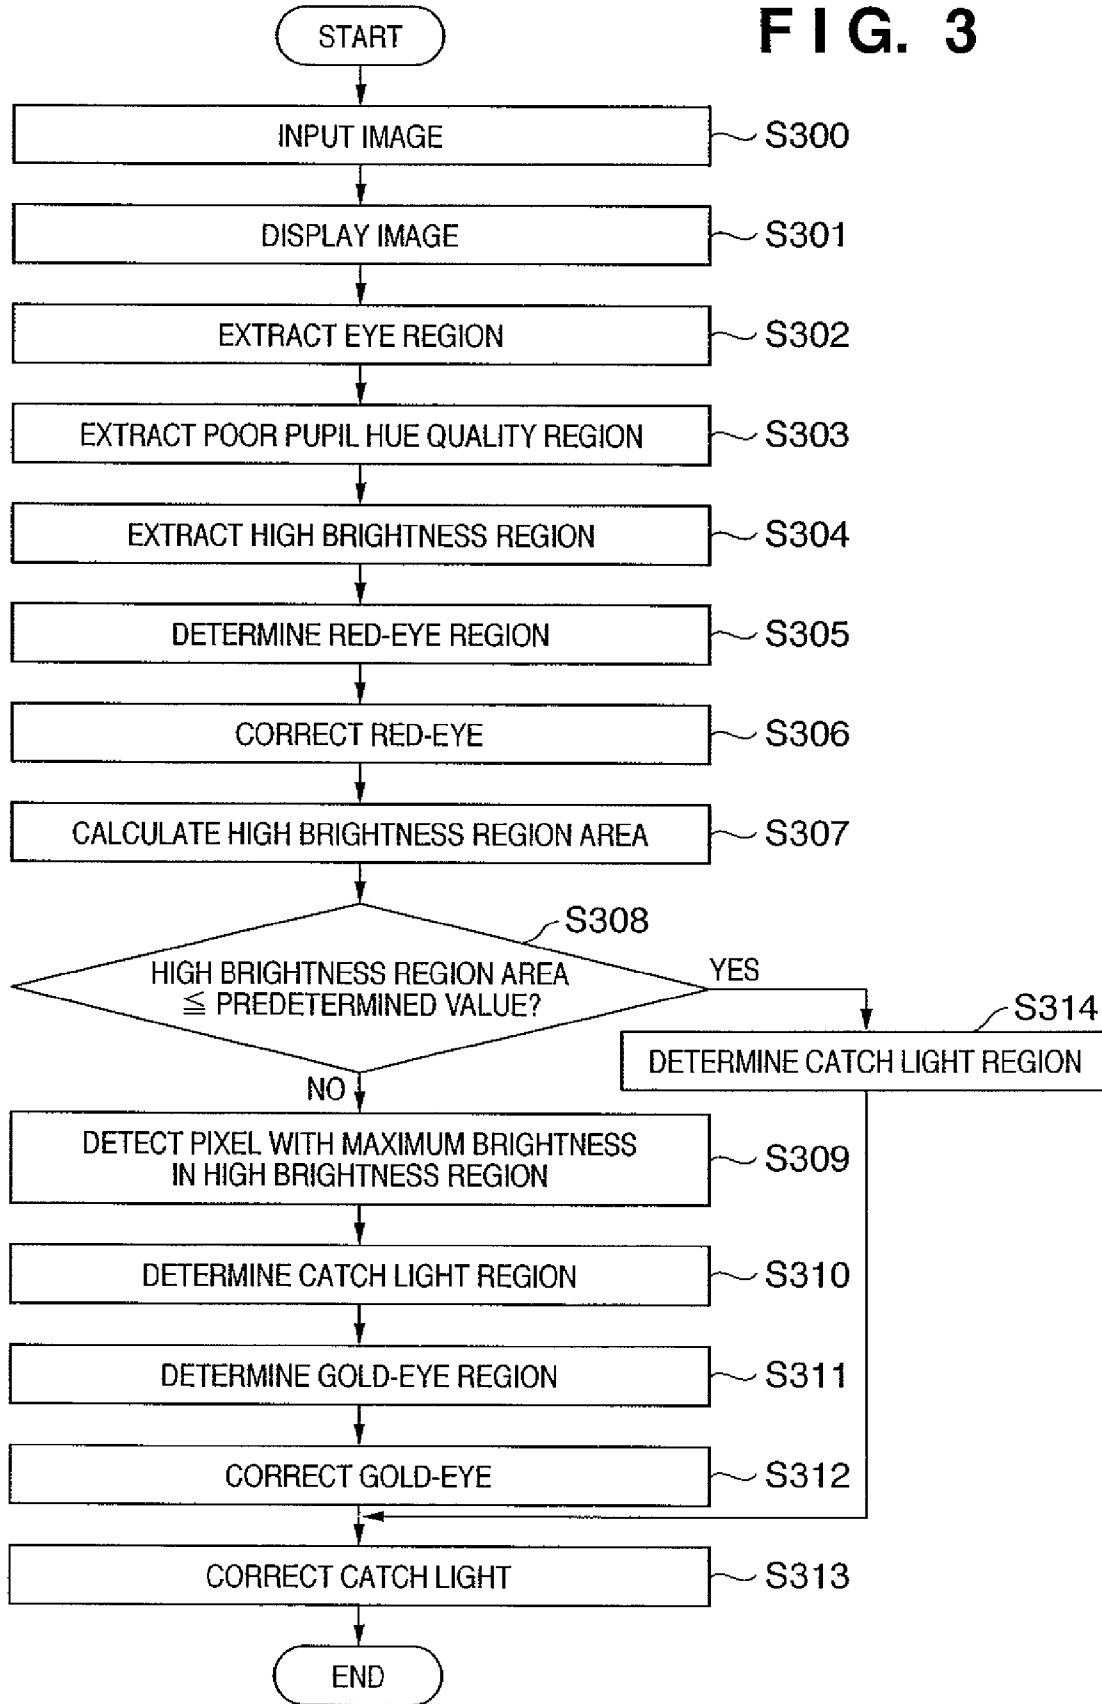 FIG. 3
START
INPUT IMAGE
S300
DISPLAY IMAGE
S301
EXTRACT EYE REGION
S302
EXTRACT POOR PUPIL HUE QUALITY REGION
S303
EXTRACT HIGH BRIGHTNESS REGION
S304
DETERMINE RED-EYE REGION
S305
CORRECT RED-EYE
S306
CALCULATE HIGH BRIGHTNESS REGION AREA
S307
S308
HIGH BRIGHTNESS REGION AREA
≦ PREDETERMINED VALUE?
YES
S314
DETERMINE CATCH LIGHT REGION
NO
DETECT PIXEL WITH MAXIMUM BRIGHTNESS
IN HIGH BRIGHTNESS REGION
S309
DETERMINE CATCH LIGHT REGION
S310
DETERMINE GOLD-EYE REGION
S311
CORRECT GOLD-EYE
S312
CORRECT CATCH LIGHT
S313
END